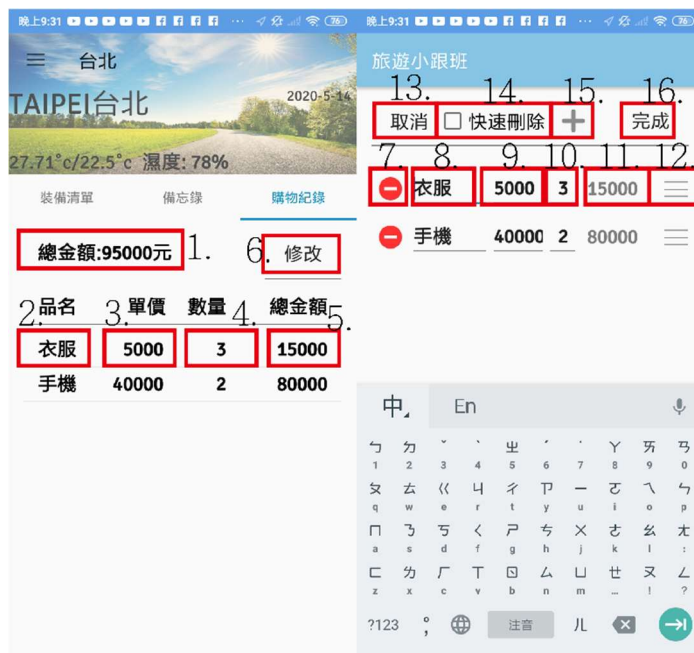 晚上9:31 76
台北
TAIPEI台北
2020-5-14
27.71°c/22.5°c 濕度: 78%
裝備清單 備忘錄 購物紀錄
總金額:95000元 1. 6. 修改
2. 品名 3. 單價 數量 4. 總金額 5.
衣服 5000 3 15000
手機 40000 2 80000
晚上9:31 76
旅遊小跟班
13. 14. 15. 16.
取消 快速刪除 + 完成
7. 8. 9. 10. 11. 12.
衣服 5000 3 15000
手機 40000 2 80000
中 En
ㄅ ㄉ ˇ ˋ ㄓ ˊ ˙ ㄚ ㄞ ㄢ
1 2 3 4 5 6 7 8 9 0
ㄆ ㄊ ㄍ ㄐ ㄔ ㄗ ㄧ ㄛ ㄟ ㄣ
q w e r t y u i o p
ㄇ ㄋ ㄎ ㄑ ㄕ ㄘ ㄨ ㄜ ㄠ ㄤ
a s d f g h j k l :
ㄈ ㄌ ㄏ ㄒ ㄖ ㄙ ㄩ ㄝ ㄡ ㄥ
z x c v b n m ... ! ?
?123 ° , 注音 ㄦ